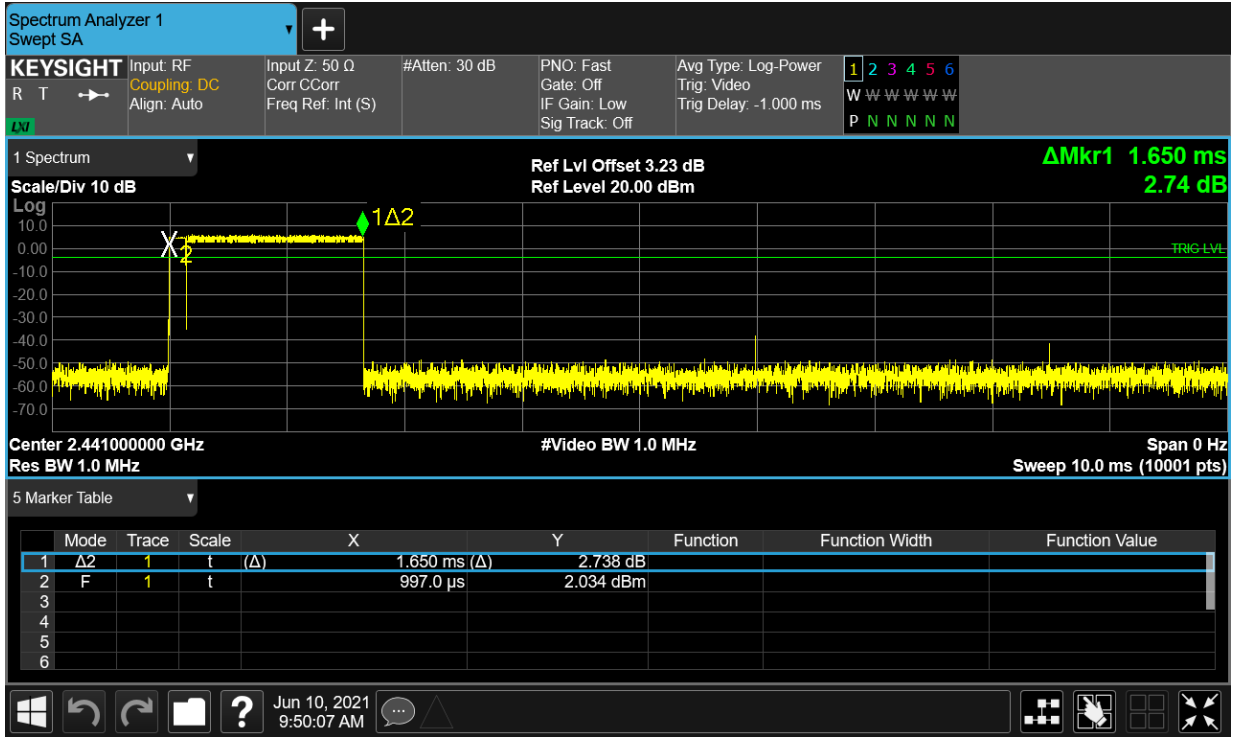 Spectrum Analyzer 1
Swept SA
KEYSIGHT
R T
LXI
Input: RF
Coupling: DC
Align: Auto
Input Z: 50 Ω
Corr CCorr
Freq Ref: Int (S)
#Atten: 30 dB
PNO: Fast
Gate: Off
IF Gain: Low
Sig Track: Off
Avg Type: Log-Power
Trig: Video
Trig Delay: -1.000 ms
1 2 3 4 5 6
W W W W W W
P N N N N N
1 Spectrum
Scale/Div 10 dB
Ref Lvl Offset 3.23 dB
Ref Level 20.00 dBm
ΔMkr1 1.650 ms
2.74 dB
Log
10.0
0.00
-10.0
-20.0
-30.0
-40.0
-50.0
-60.0
-70.0
X
2
1Δ2
TRIG LVL
Center 2.441000000 GHz
#Video BW 1.0 MHz
Span 0 Hz
Res BW 1.0 MHz
Sweep 10.0 ms (10001 pts)
5 Marker Table
Mode Trace Scale X Y Function Function Width Function Value
1 Δ2 1 t (Δ) 1.650 ms (Δ) 2.738 dB
2 F 1 t 997.0 µs 2.034 dBm
3
4
5
6
?
Jun 10, 2021
9:50:07 AM